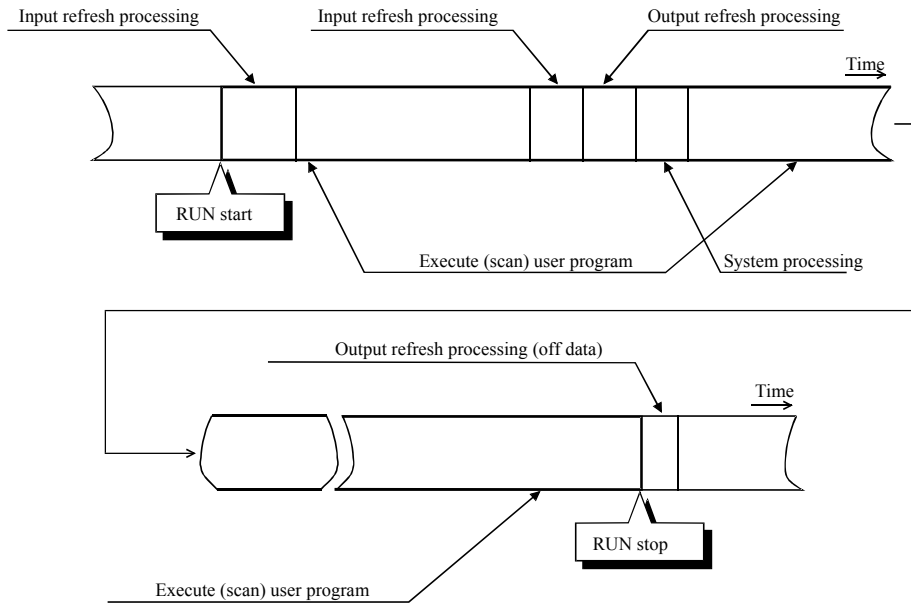 Input refresh processing
Input refresh processing
Output refresh processing
Time
RUN start
Execute (scan) user program
System processing
Output refresh processing (off data)
Time
RUN stop
Execute (scan) user program